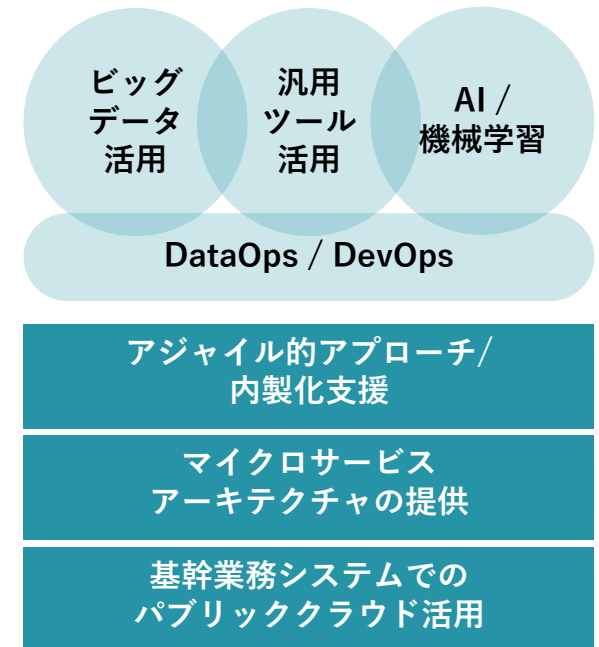 ビッグ
データ
活用
汎用
ツール
活用
AI /
機械学習
DataOps / DevOps
アジャイル的アプローチ/
内製化支援
マイクロサービス
アーキテクチャの提供
基幹業務システムでの
パブリッククラウド活用